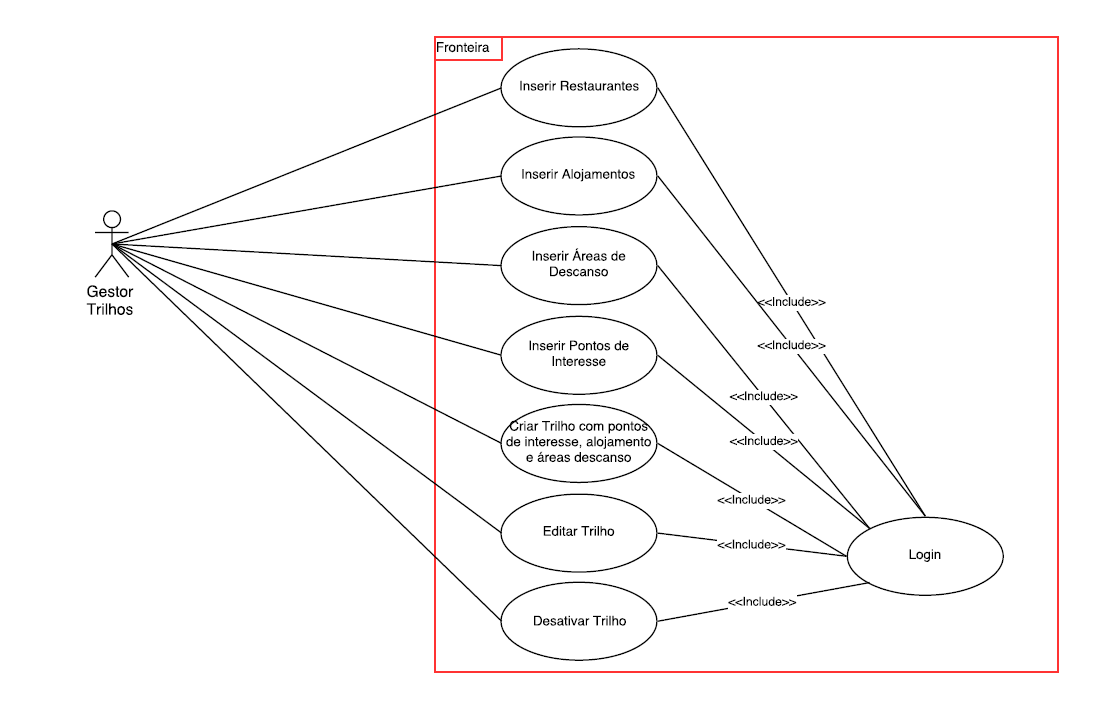 Fronteira
Inserir Restaurantes
Inserir Alojamentos
Inserir Áreas de
Descanso
Gestor
Trilhos
<<Include>>
Inserir Pontos de
Interesse
<<Include>>
<<Include>>
Criar Trilho com pontos
de interesse, alojamento
e áreas descanso
<<Include>>
<<Include>>
Editar Trilho
<<Include>>
Login
<<Include>>
Desativar Trilho